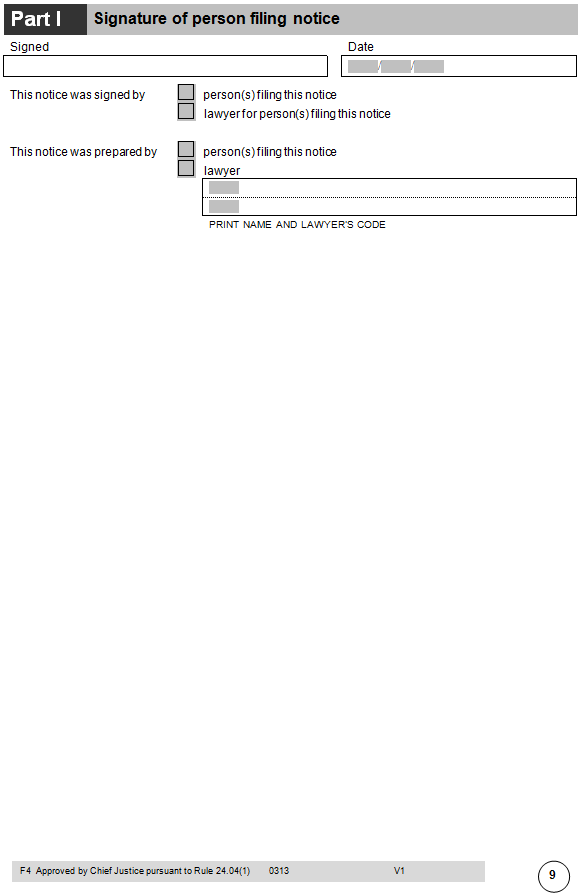 Part I Signature of person filing notice
Signed Date
/ /
This notice was signed by person(s) filing this notice
lawyer for person(s) filing this notice
This notice was prepared by person(s) filing this notice
lawyer
PRINT NAME AND LAWYER'S CODE
F4 Approved by Chief Justice pursuant to Rule 24.04(1) 0313 V1 9